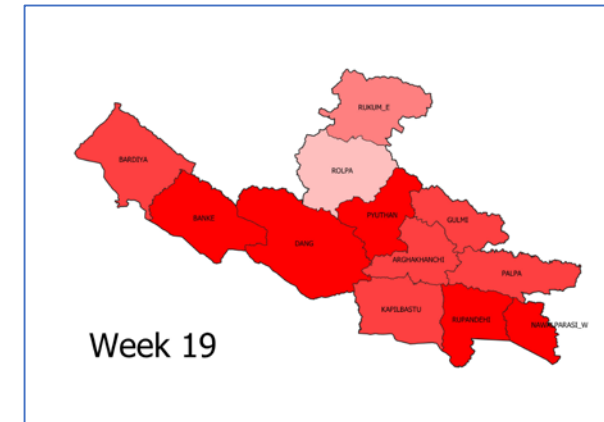 RUKUM_E
ROLPA
BARDIYA
BANKE
DANG
PYUTHAN
GULMI
ARGHAKHANCHI
PALPA
KAPILBASTU
RUPANDEHI
NAWALPARASI_W
Week 19